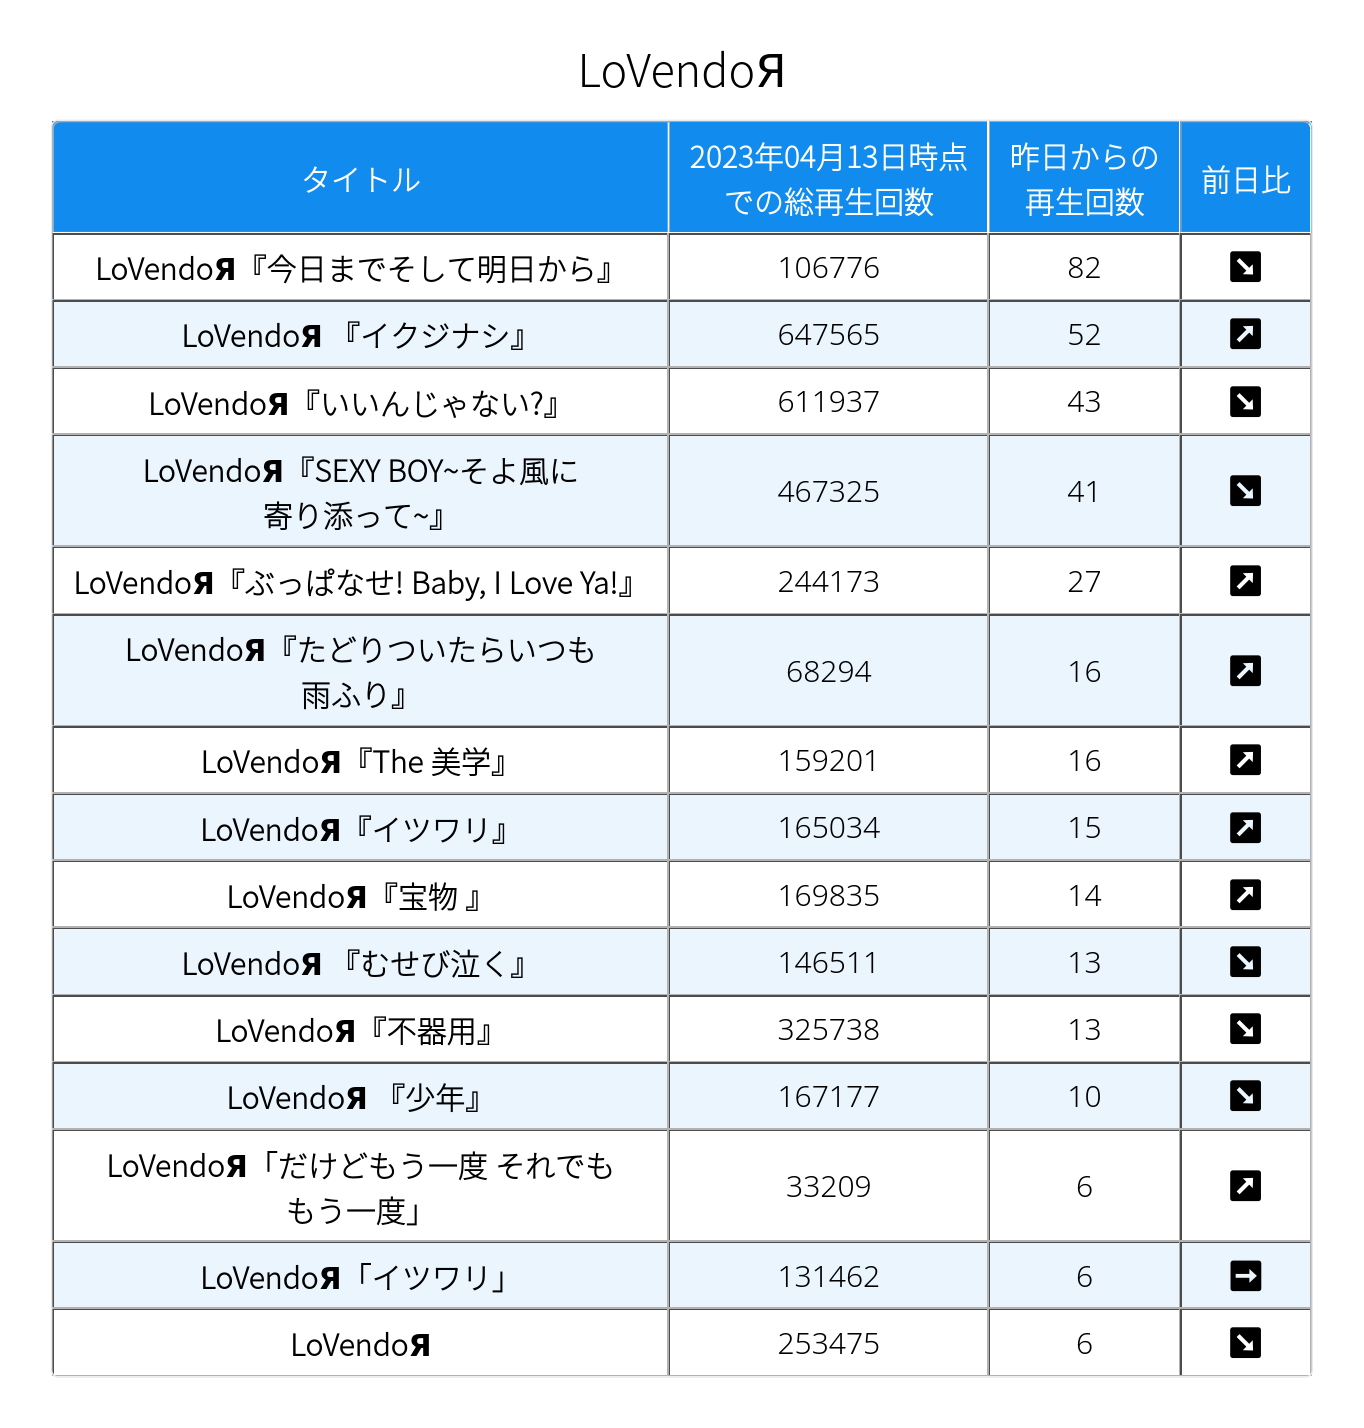 LoVendoЯ
タイトル
2023年04月13日時点
での総再生回数
昨日からの
再生回数
前日比
LoVendoЯ『今日までそして明日から』
106776
82
LoVendoЯ 『イクジナシ』
647565
52
LoVendoЯ『いいんじゃない?』
611937
43
LoVendoЯ『SEXY BOY~そよ風に
寄り添って~』
467325
41
LoVendoЯ『ぶっぱなせ! Baby, I Love Ya!』
244173
27
LoVendoЯ『たどりついたらいつも
雨ふり』
68294
16
LoVendoЯ『The 美学』
159201
16
LoVendoЯ『イツワリ』
165034
15
LoVendoЯ『宝物 』
169835
14
LoVendoЯ 『むせび泣く』
146511
13
LoVendoЯ『不器用』
325738
13
LoVendoЯ 『少年』
167177
10
LoVendoЯ「だけどもう一度 それでも
もう一度」
33209
6
LoVendoЯ「イツワリ」
131462
6
LoVendoЯ
253475
6